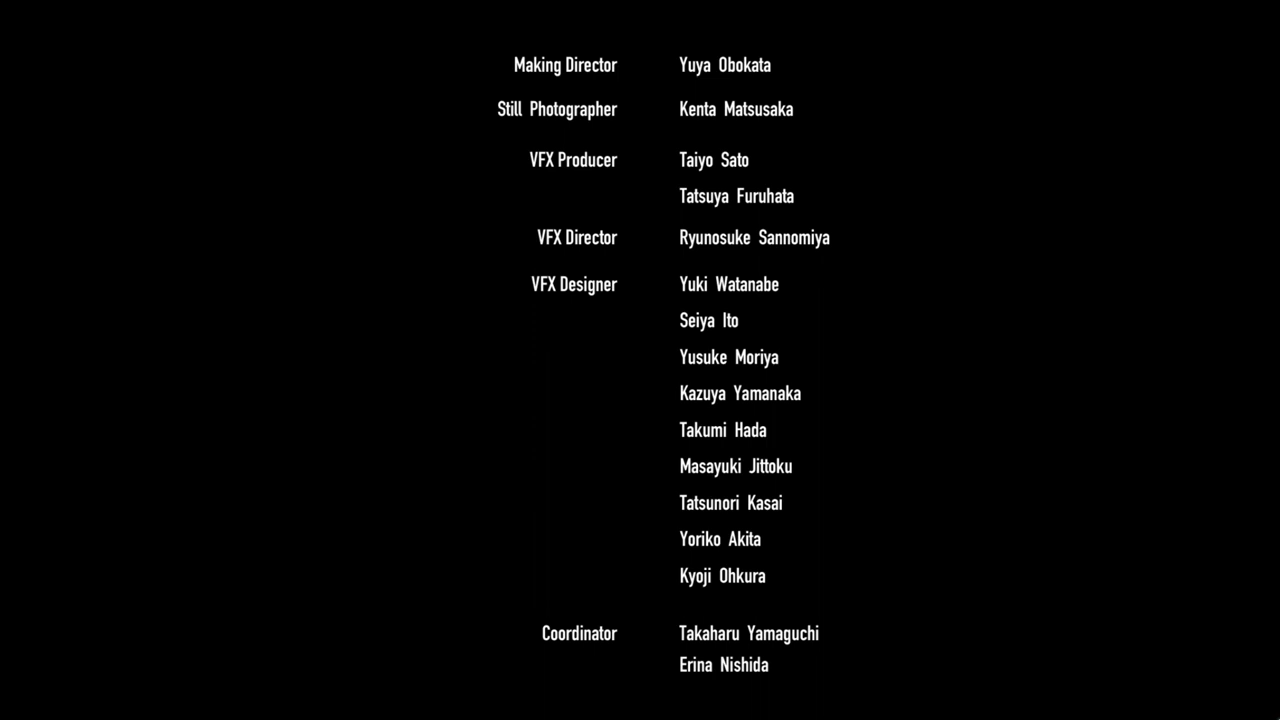 Making Director Yuya Obokata
Still Photographer Kenta Matsusaka
VFX Producer Taiyo Sato
Tatsuya Furuhata
VFX Director Ryunosuke Sannomiya
VFX Designer Yuki Watanabe
Seiya Ito
Yusuke Moriya
Kazuya Yamanaka
Takumi Hada
Masayuki Jittoku
Tatsunori Kasai
Yoriko Akita
Kyoji Ohkura
Coordinator Takaharu Yamaguchi
Erina Nishida